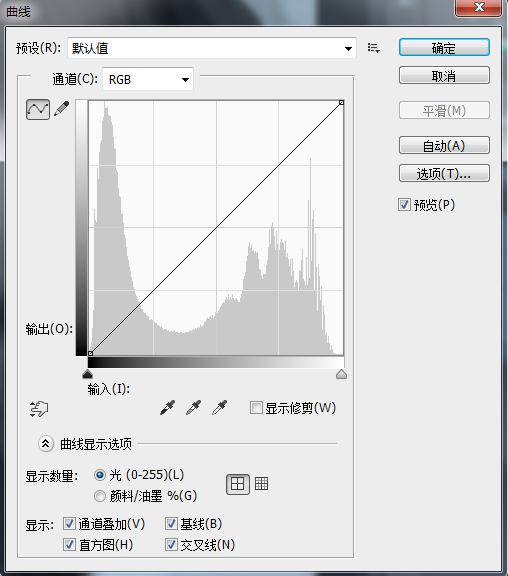 曲线
预设(R): 默认值
确定
通道(C): RGB
取消
平滑(M)
自动(A)
选项(T)...
预览(P)
输出(O):
输入(I):
显示修剪(W)
曲线显示选项
显示数量: 光 (0-255)(L)
颜料/油墨 %(G)
显示: 通道叠加(V) 基线(B)
直方图(H) 交叉线(N)